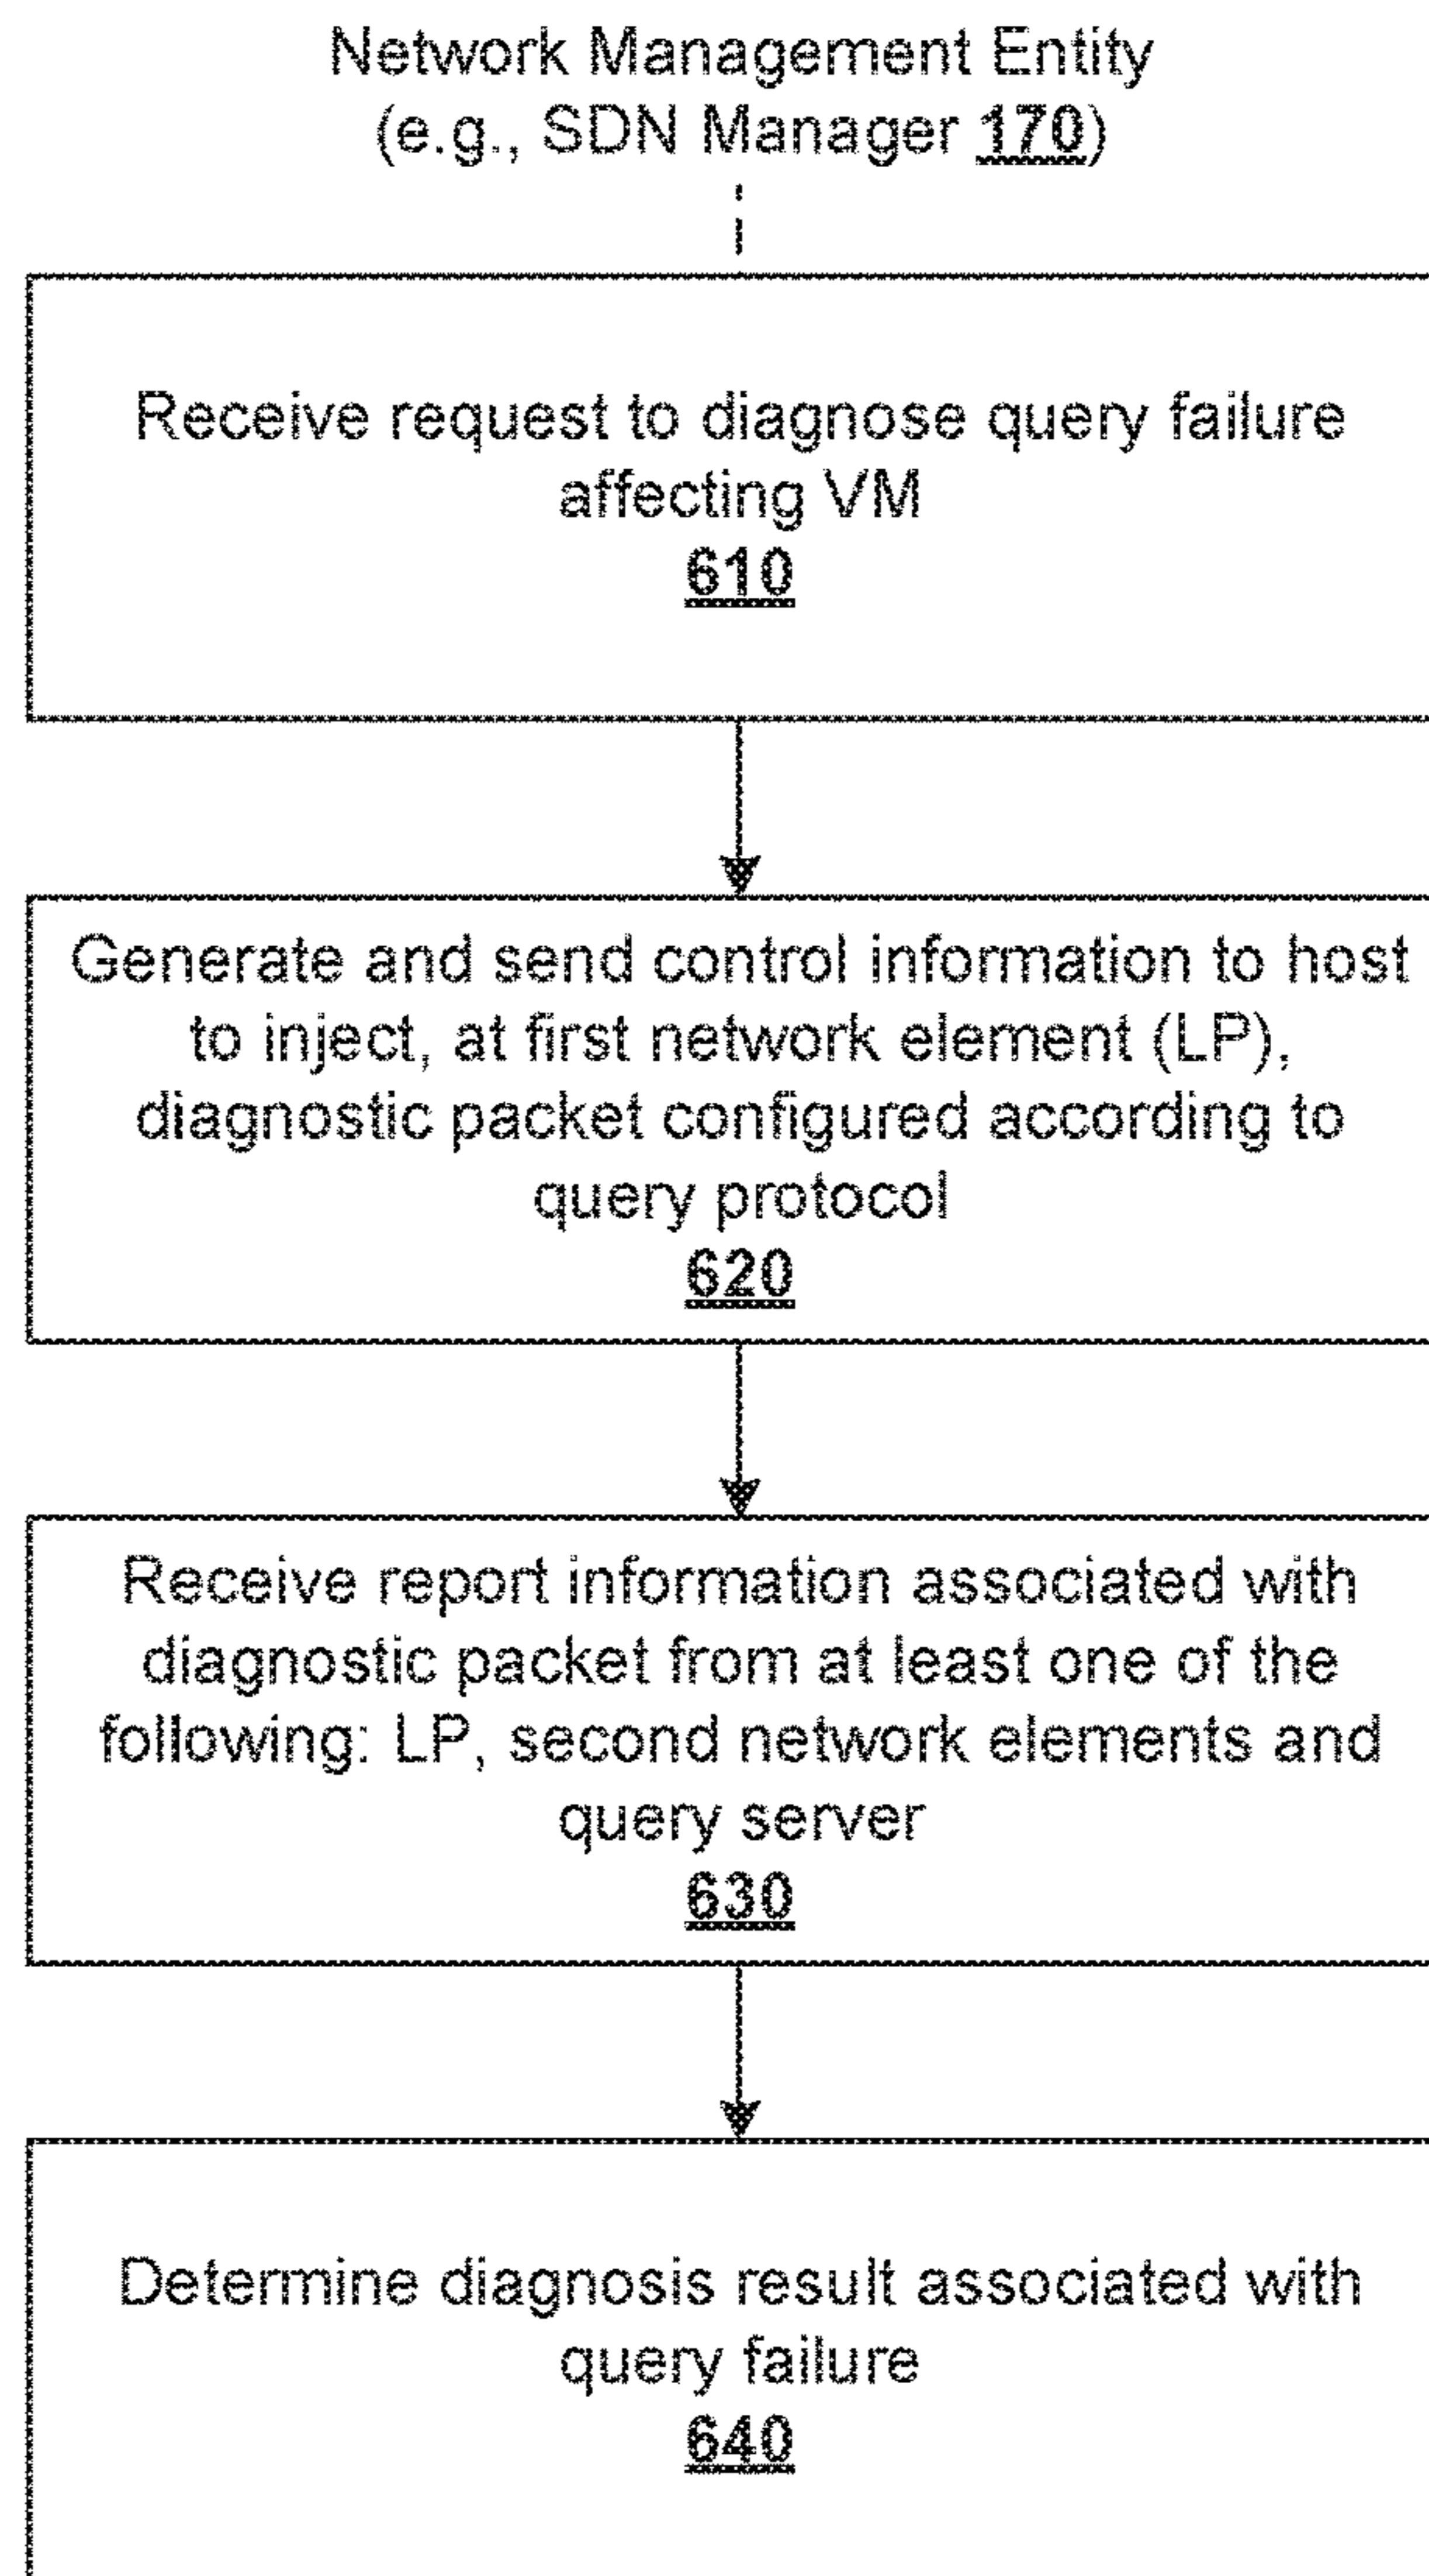 Network Management Entity
(e.g., SDN Manager 170)
Receive request to diagnose query failure
affecting VM
610
Generate and send control information to host
to inject, at first network element (LP),
diagnostic packet configured according to
query protocol
620
Receive report information associated with
diagnostic packet from at least one of the
following: LP, second network elements and
query server
630
Determine diagnosis result associated with
query failure
640